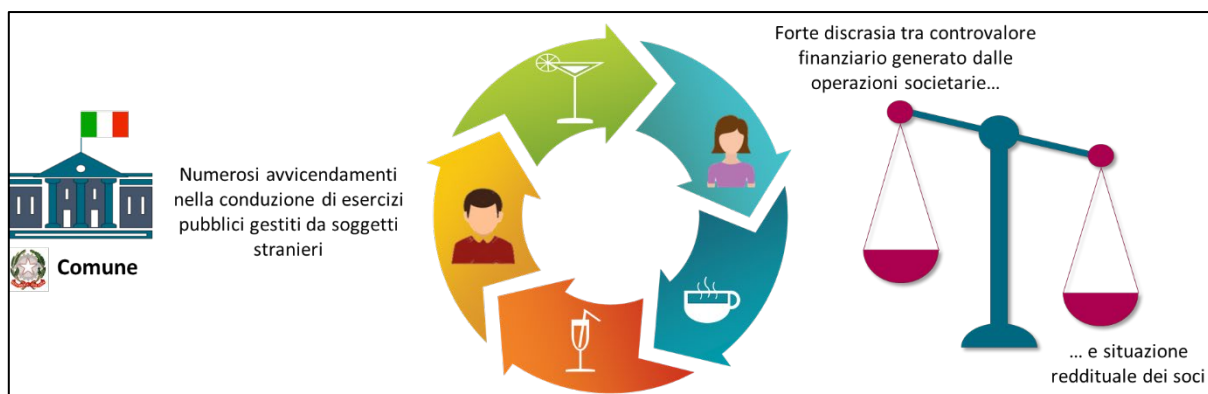 Comune
Numerosi avvicendamenti
nella conduzione di esercizi
pubblici gestiti da soggetti
stranieri
Forte discrasia tra controvalore
finanziario generato dalle
operazioni societarie…
… e situazione
reddituale dei soci